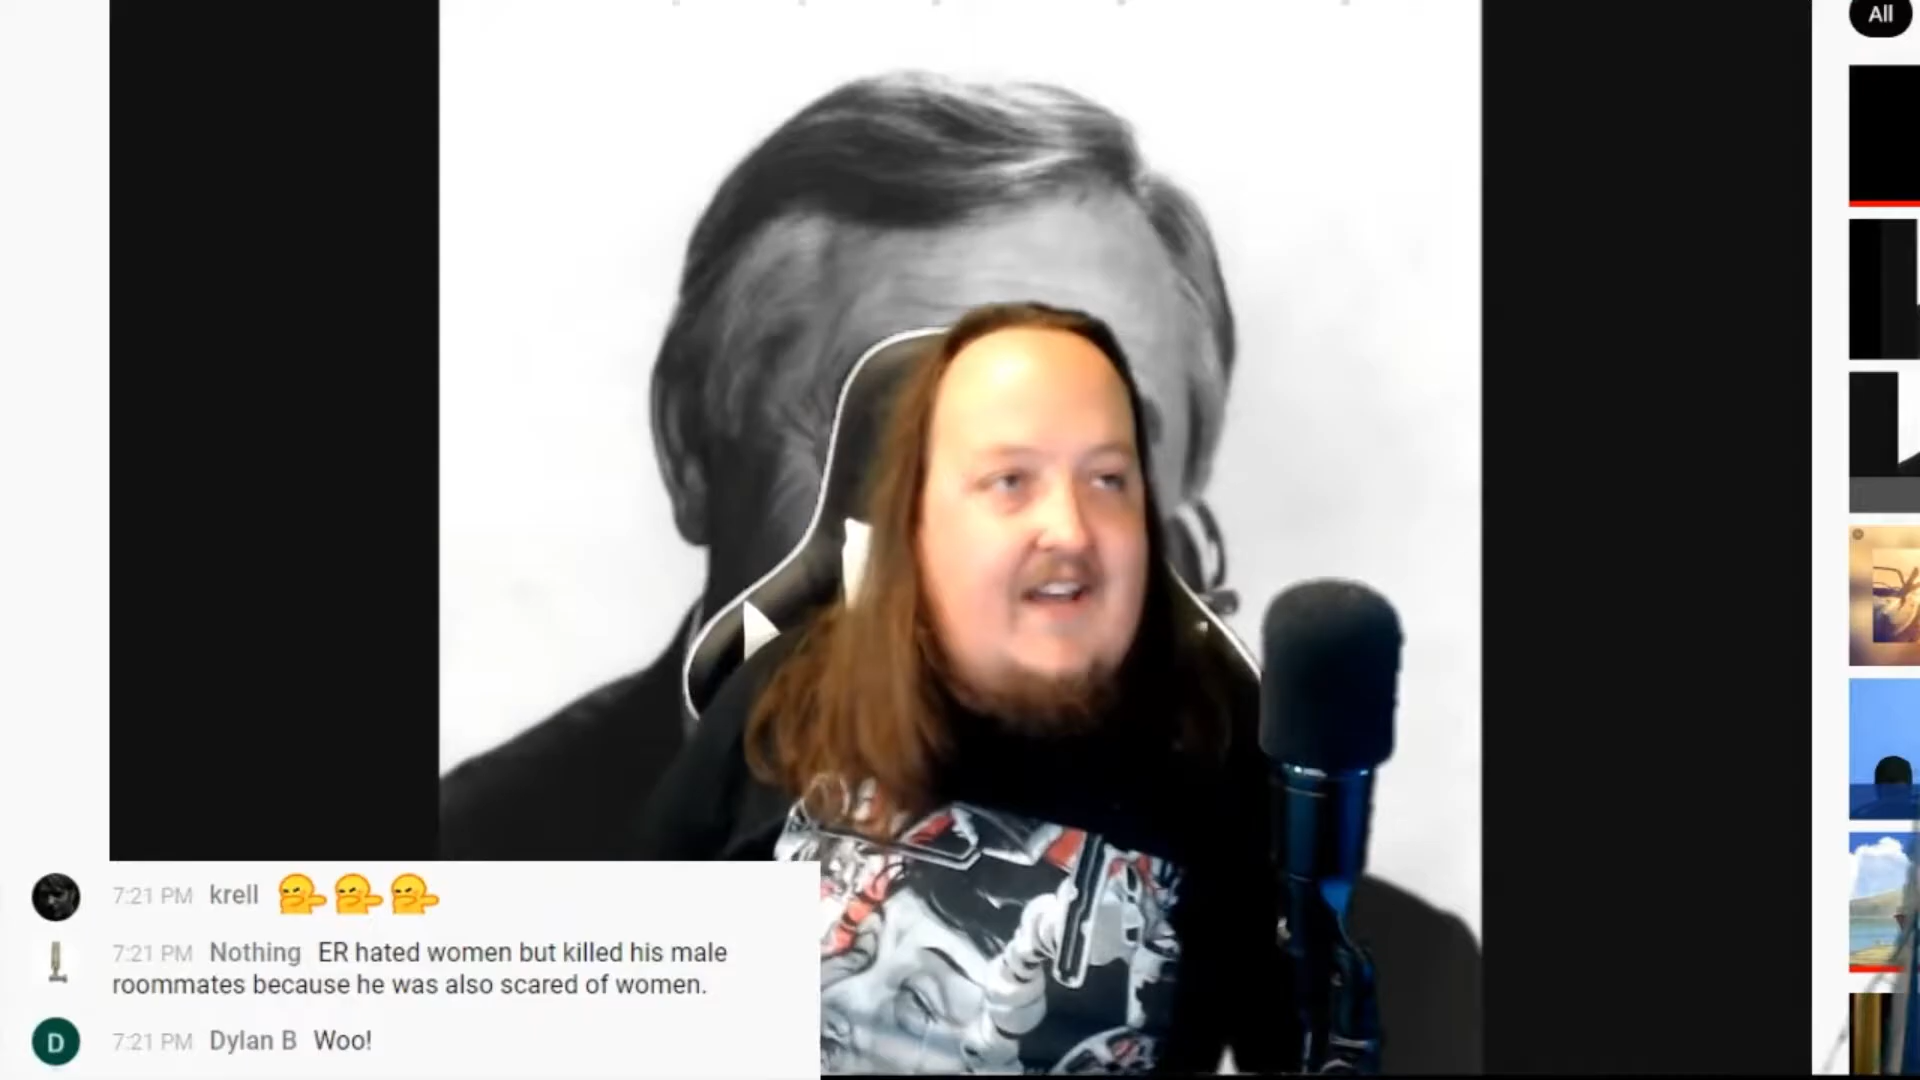 All
7:21 PM krell
7:21 PM Nothing ER hated women but killed his male
roommates because he was also scared of women.
D 7:21 PM Dylan B Woo!